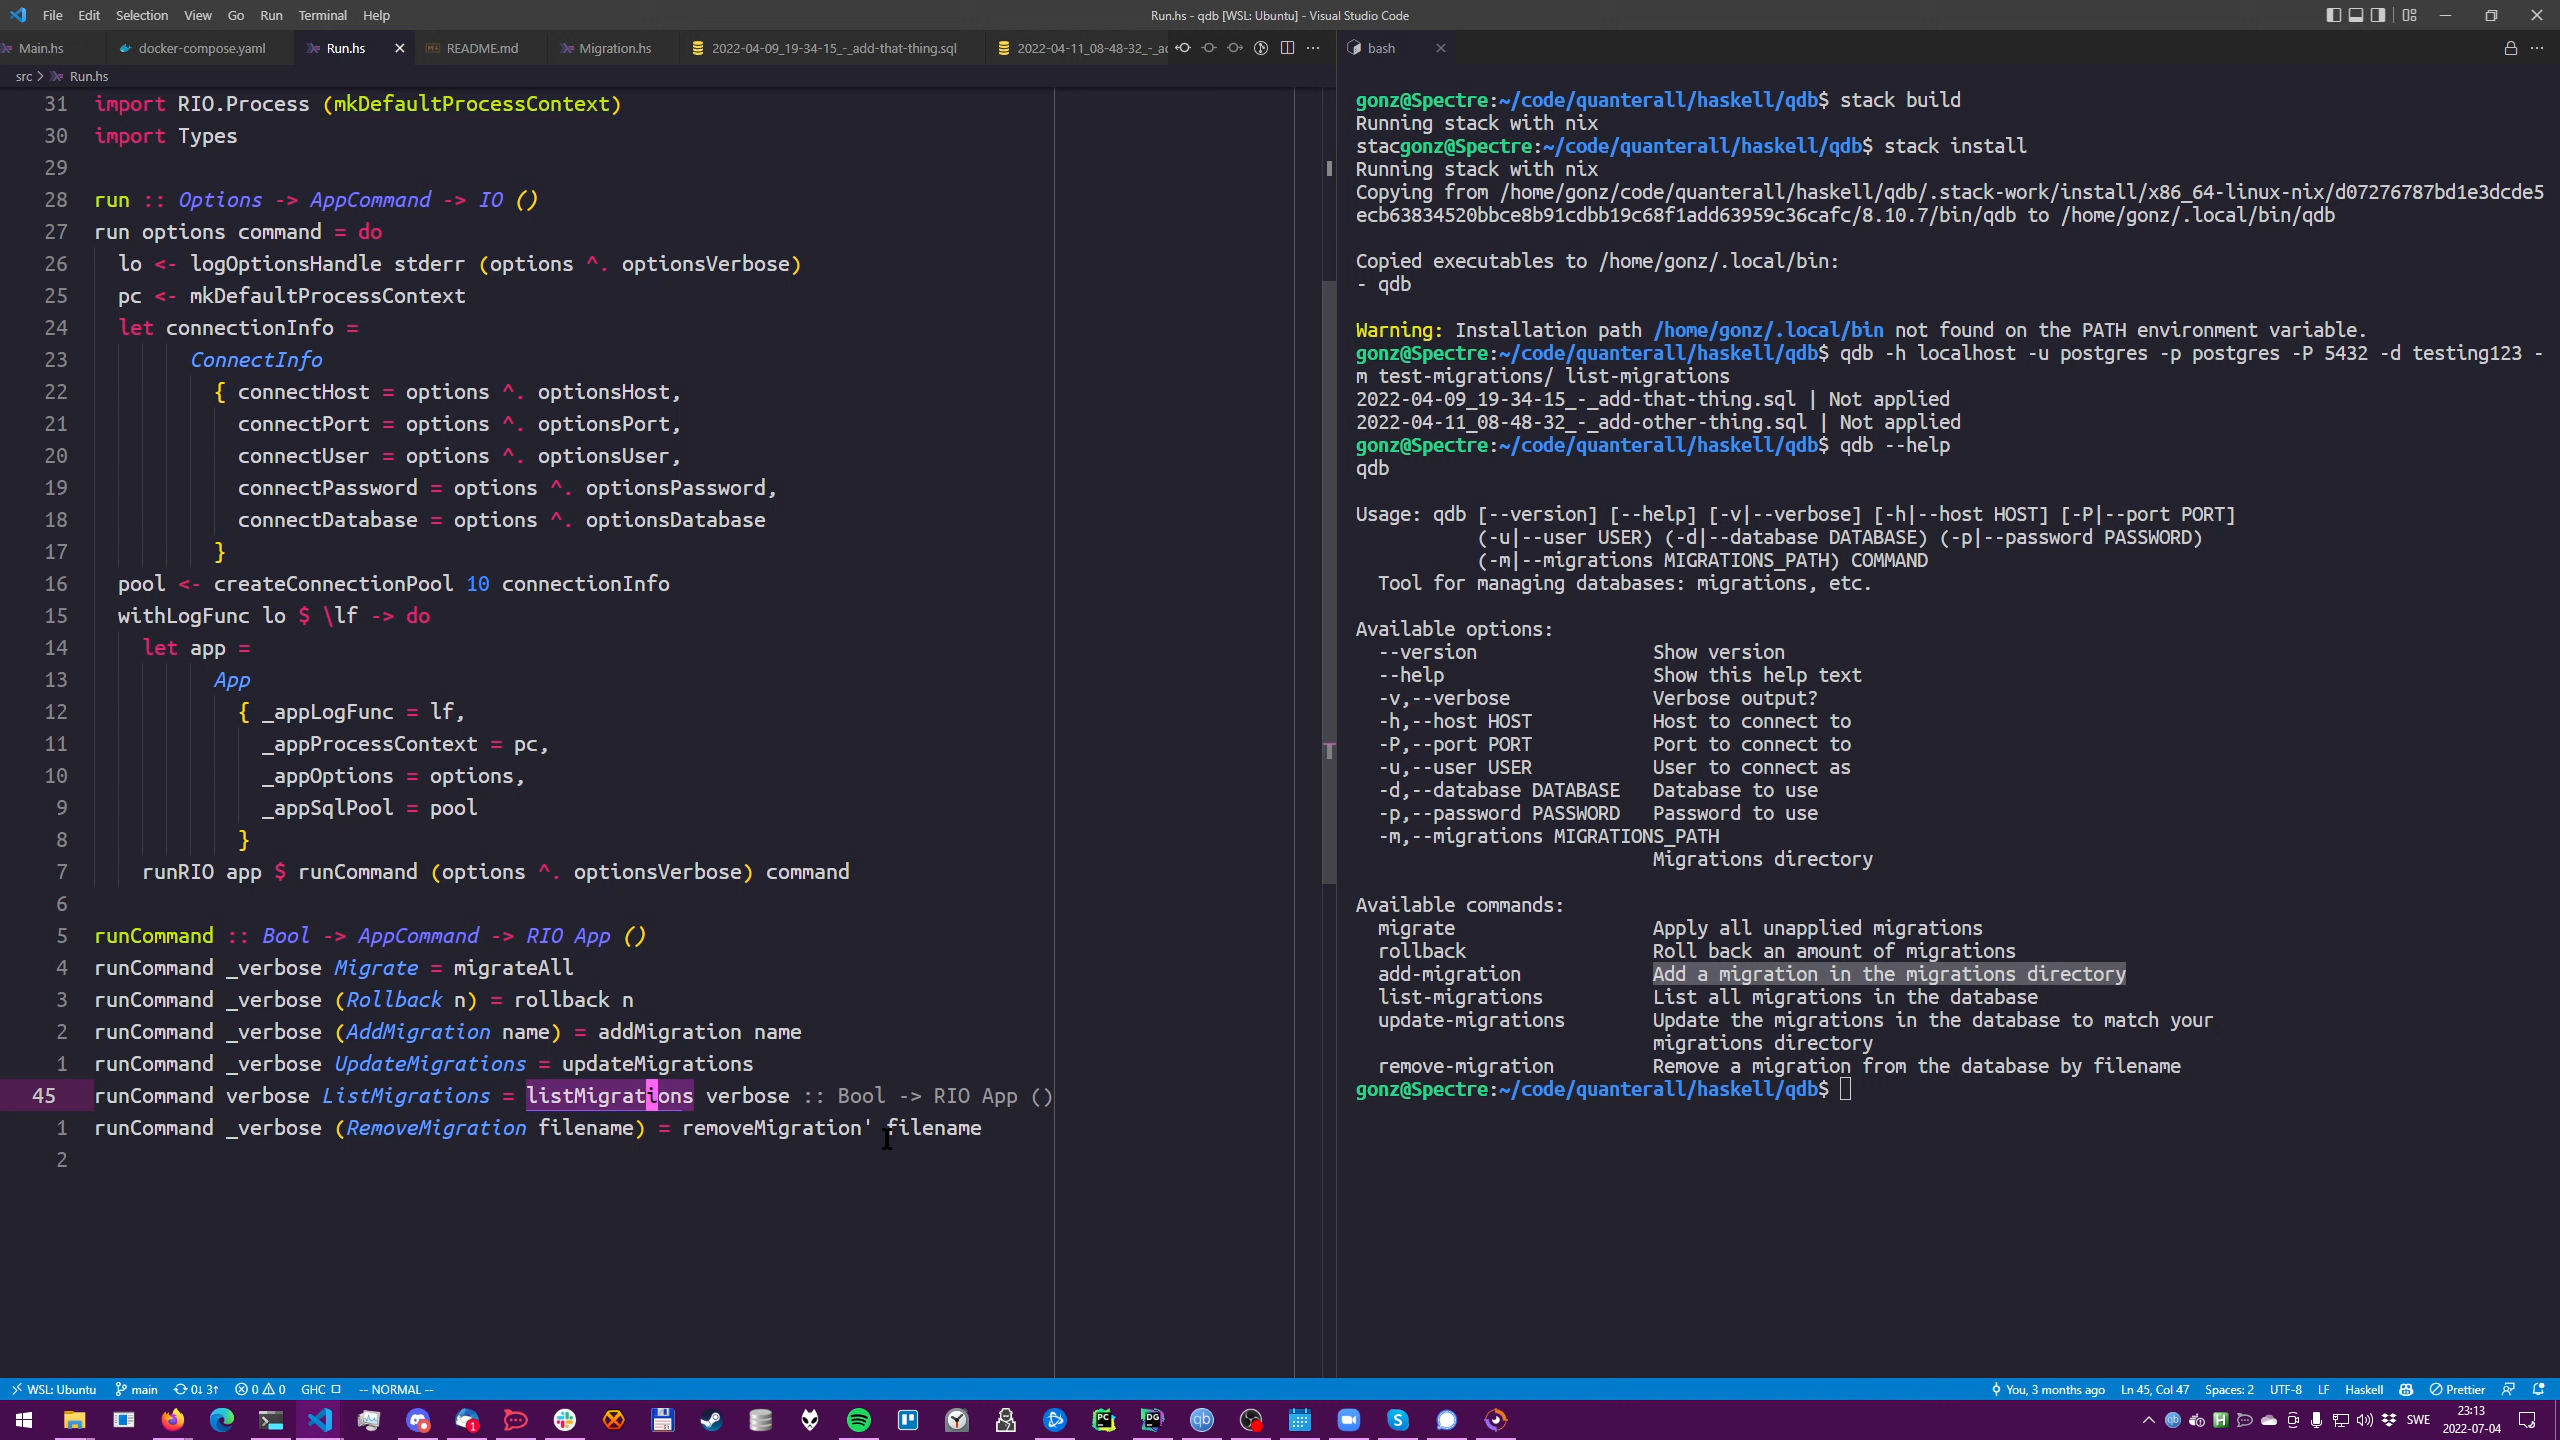 File Edit Selection View Go Run Terminal Help
Run.hs - qdb [WSL: Ubuntu] - Visual Studio Code
Main.hs docker-compose.yaml Run.hs README.md Migration.hs 2022-04-09_19-34-15_-_add-that-thing.sql 2022-04-11_08-48-32_-_ac
src > Run.hs
31 import RIO.Process (mkDefaultProcessContext)
30 import Types
29
28 run :: Options -> AppCommand -> IO ()
27 run options command = do
26 lo <- logOptionsHandle stderr (options ^. optionsVerbose)
25 pc <- mkDefaultProcessContext
24 let connectionInfo =
23 ConnectInfo
22 { connectHost = options ^. optionsHost,
21 connectPort = options ^. optionsPort,
20 connectUser = options ^. optionsUser,
19 connectPassword = options ^. optionsPassword,
18 connectDatabase = options ^. optionsDatabase
17 }
16 pool <- createConnectionPool 10 connectionInfo
15 withLogFunc lo $ \lf -> do
14 let app =
13 App
12 { _appLogFunc = lf,
11 _appProcessContext = pc,
10 _appOptions = options,
9 _appSqlPool = pool
8 }
7 runRIO app $ runCommand (options ^. optionsVerbose) command
6
5 runCommand :: Bool -> AppCommand -> RIO App ()
4 runCommand _verbose Migrate = migrateAll
3 runCommand _verbose (Rollback n) = rollback n
2 runCommand _verbose (AddMigration name) = addMigration name
1 runCommand _verbose UpdateMigrations = updateMigrations
45 runCommand verbose ListMigrations = listMigrations verbose :: Bool -> RIO App ()
1 runCommand _verbose (RemoveMigration filename) = removeMigration' filename
2
bash
gonz@Spectre:~/code/quanterall/haskell/qdb$ stack build
Running stack with nix
stacgonz@Spectre:~/code/quanterall/haskell/qdb$ stack install
Running stack with nix
Copying from /home/gonz/code/quanterall/haskell/qdb/.stack-work/install/x86_64-linux-nix/d07276787bd1e3dcde5
ecb63834520bbce8b91cdbb19c68f1add63959c36cafc/8.10.7/bin/qdb to /home/gonz/.local/bin/qdb
Copied executables to /home/gonz/.local/bin:
- qdb
Warning: Installation path /home/gonz/.local/bin not found on the PATH environment variable.
gonz@Spectre:~/code/quanterall/haskell/qdb$ qdb -h localhost -u postgres -p postgres -P 5432 -d testing123 -
m test-migrations/ list-migrations
2022-04-09_19-34-15_-_add-that-thing.sql | Not applied
2022-04-11_08-48-32_-_add-other-thing.sql | Not applied
gonz@Spectre:~/code/quanterall/haskell/qdb$ qdb --help
qdb
Usage: qdb [--version] [--help] [-v|--verbose] [-h|--host HOST] [-P|--port PORT]
(-u|--user USER) (-d|--database DATABASE) (-p|--password PASSWORD)
(-m|--migrations MIGRATIONS_PATH) COMMAND
Tool for managing databases: migrations, etc.
Available options:
--version Show version
--help Show this help text
-v,--verbose Verbose output?
-h,--host HOST Host to connect to
-P,--port PORT Port to connect to
-u,--user USER User to connect as
-d,--database DATABASE Database to use
-p,--password PASSWORD Password to use
-m,--migrations MIGRATIONS_PATH
Migrations directory
Available commands:
migrate Apply all unapplied migrations
rollback Roll back an amount of migrations
add-migration Add a migration in the migrations directory
list-migrations List all migrations in the database
update-migrations Update the migrations in the database to match your
migrations directory
remove-migration Remove a migration from the database by filename
gonz@Spectre:~/code/quanterall/haskell/qdb$
WSL: Ubuntu main 0↓ 3↑ 0 0 GHC -- NORMAL -- You, 3 months ago Ln 45, Col 47 Spaces: 2 UTF-8 LF Haskell Prettier
SWE 23:13
2022-07-04